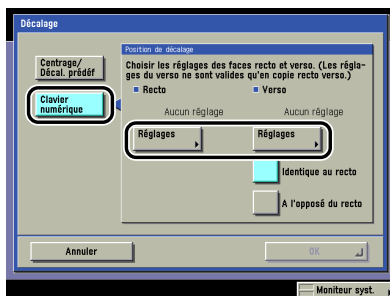 Décalage
Position de décalage
Centrage/
Décal. prédéf
Choisir les réglages des faces recto et verso. (Les régla-
ges du verso ne sont valides qu'en copie recto verso.)
Clavier
numérique
Recto
Verso
Aucun réglage
Aucun réglage
Réglages
Réglages
Identique au recto
A l'opposé du recto
Annuler
OK
Moniteur syst.